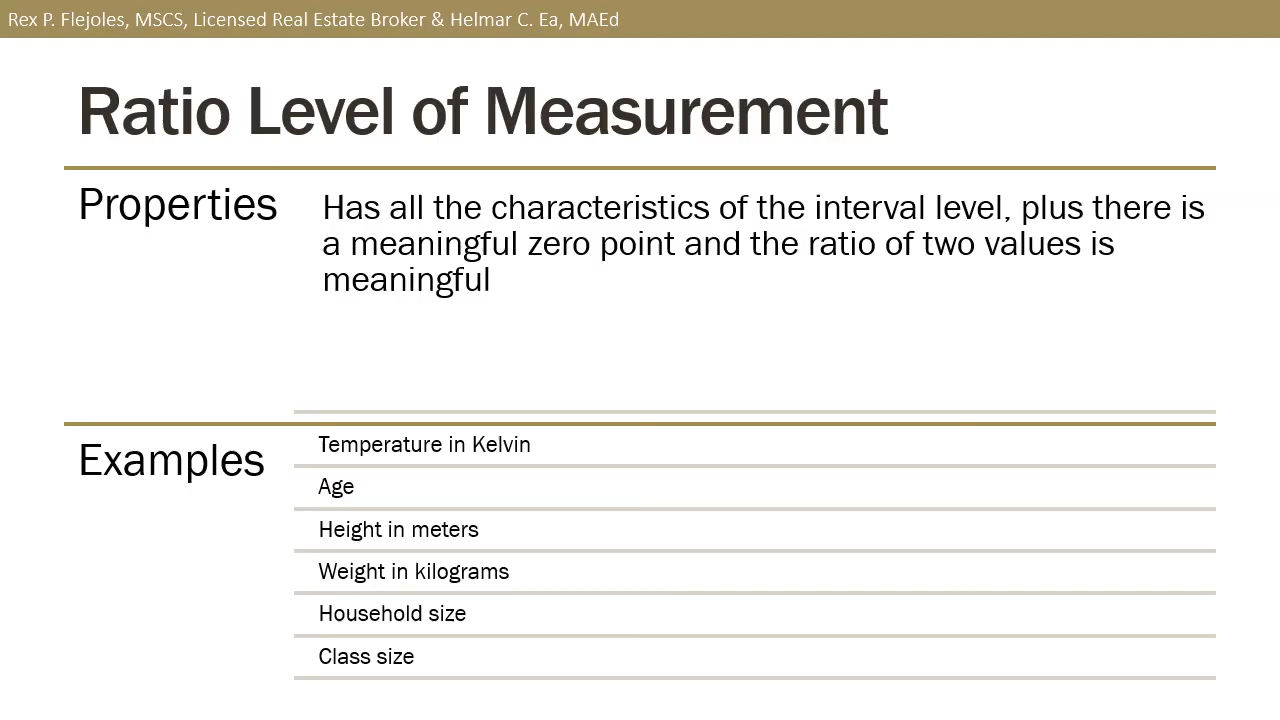 Rex P. Flejoles, MSCS, Licensed Real Estate Broker & Helmar C. Ea, MAEd
Ratio Level of Measurement
Properties
Has all the characteristics of the interval level, plus there is
a meaningful zero point and the ratio of two values is
meaningful
Examples
Temperature in Kelvin
Age
Height in meters
Weight in kilograms
Household size
Class size